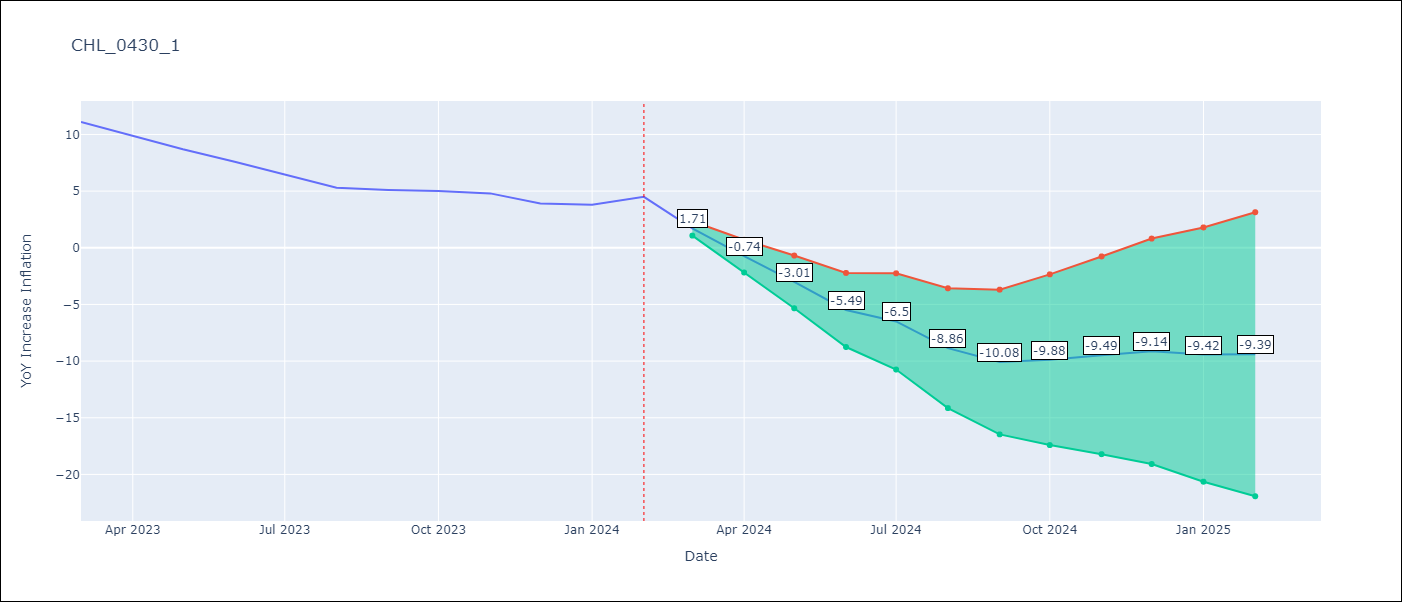 CHL_0430_1
YoY Increase Inflation
10
5
0
−5
−10
−15
−20
1.71
-0.74
-3.01
-5.49
-6.5
-8.86
-10.08
-9.88
-9.49
-9.14
-9.42
-9.39
Apr 2023
Jul 2023
Oct 2023
Jan 2024
Apr 2024
Jul 2024
Oct 2024
Jan 2025
Date